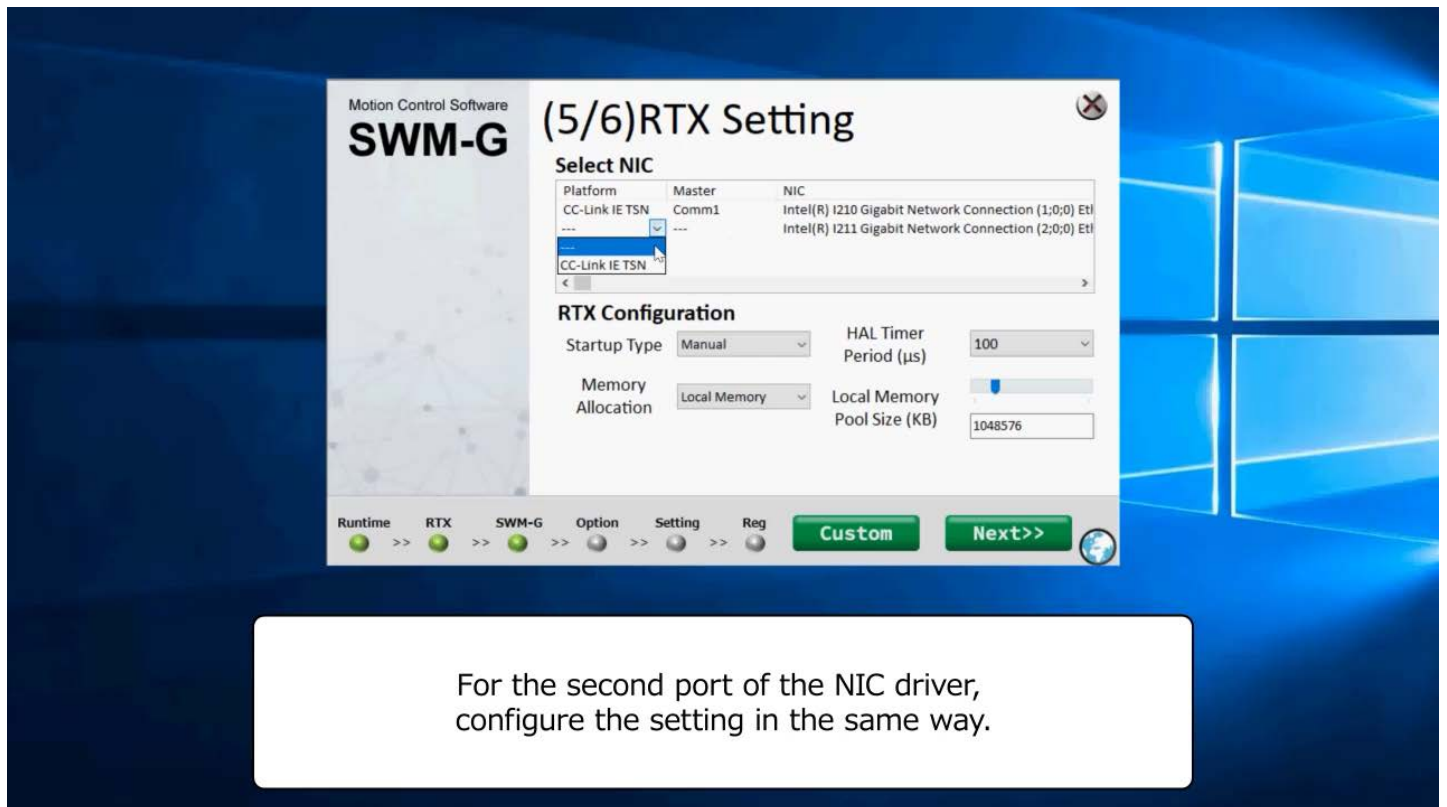 Motion Control Software
SWM-G
(5/6)RTX Setting
Select NIC
Platform Master NIC
CC-Link IE TSN Comm1 Intel(R) I210 Gigabit Network Connection (1;0;0) Etl
--- --- Intel(R) I211 Gigabit Network Connection (2;0;0) Etl
---
CC-Link IE TSN
RTX Configuration
Startup Type Manual
HAL Timer
Period (µs)
100
Memory
Allocation
Local Memory
Local Memory
Pool Size (KB)
1048576
Runtime >> RTX >> SWM-G >> Option >> Setting >> Reg
Custom
Next>>
For the second port of the NIC driver,
configure the setting in the same way.